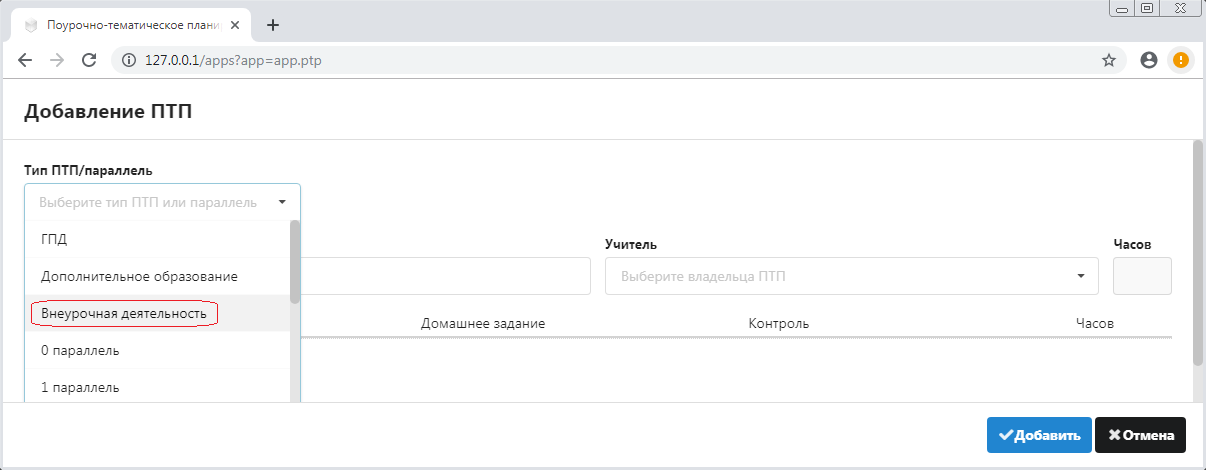 Поурочно-тематическое плани
127.0.0.1/apps?app=app.ptp
Добавление ПТП
Тип ПТП/параллель
Выберите тип ПТП или параллель
ГПД
Дополнительное образование
Внеурочная деятельность
0 параллель
1 параллель
Учитель
Часов
Выберите владельца ПТП
Домашнее задание
Контроль
Часов
Добавить
Отмена